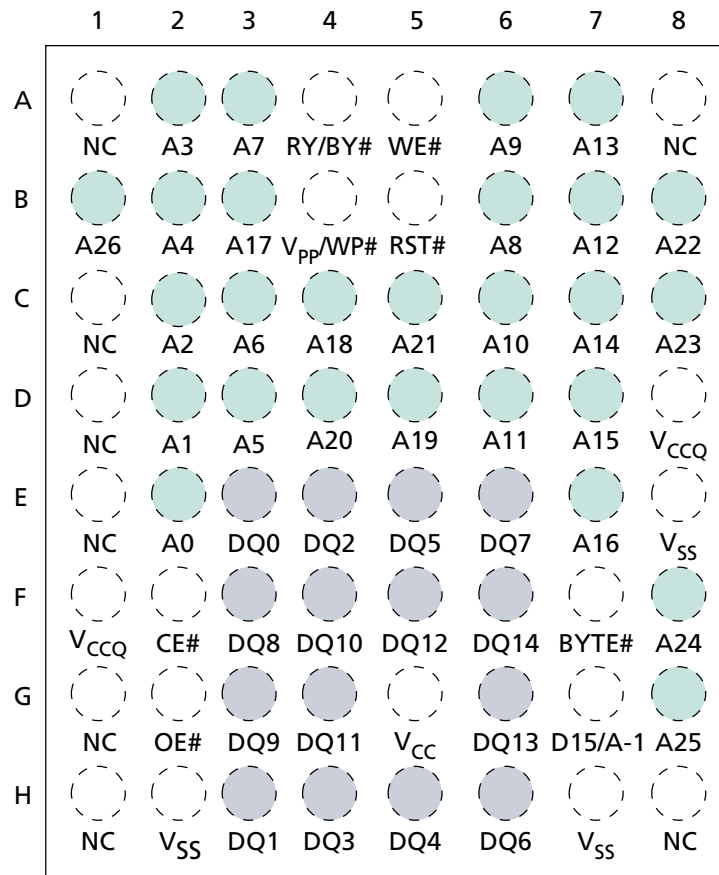 1 2 3 4 5 6 7 8
A
NC A3 A7 RY/BY# WE# A9 A13 NC
B
A26 A4 A17 VPP/WP# RST# A8 A12 A22
C
NC A2 A6 A18 A21 A10 A14 A23
D
NC A1 A5 A20 A19 A11 A15 VCCQ
E
NC A0 DQ0 DQ2 DQ5 DQ7 A16 VSS
F
VCCQ CE# DQ8 DQ10 DQ12 DQ14 BYTE# A24
G
NC OE# DQ9 DQ11 VCC DQ13 D15/A-1 A25
H
NC VSS DQ1 DQ3 DQ4 DQ6 VSS NC